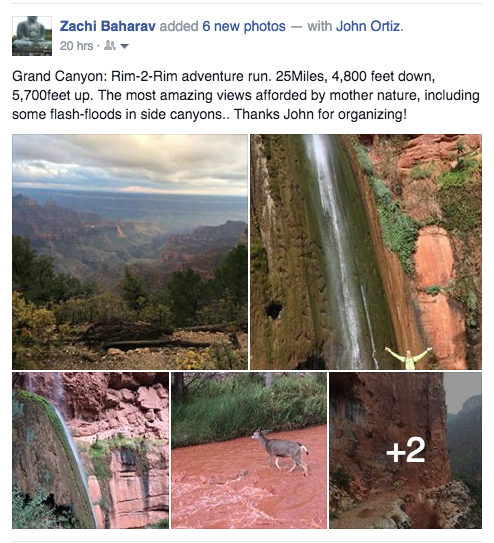 Zachi Baharav added 6 new photos — with John Ortiz.
20 hrs ·
Grand Canyon: Rim-2-Rim adventure run. 25Miles, 4,800 feet down,
5,700feet up. The most amazing views afforded by mother nature, including
some flash-floods in side canyons.. Thanks John for organizing!
+2